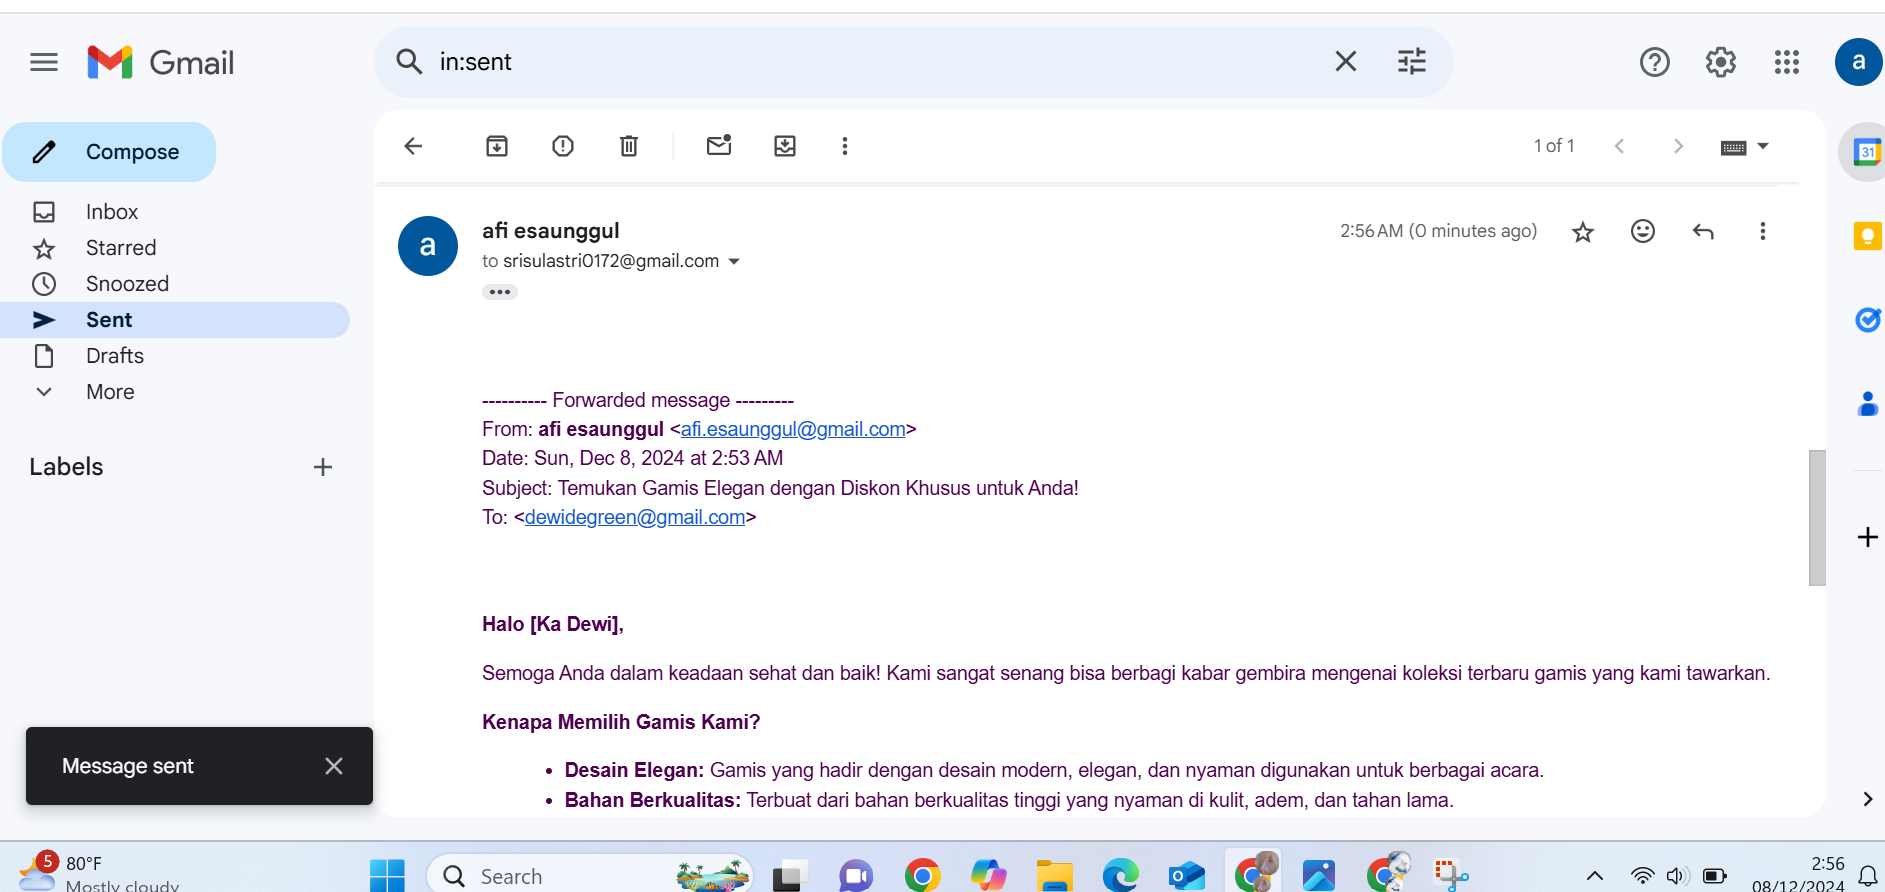 Gmail
in:sent
a
Compose
1 of 1
31
Inbox
Starred
Snoozed
Sent
Drafts
More
Labels
a
afi esaunggul
2:56 AM (0 minutes ago)
to srisulastri0172@gmail.com
---------- Forwarded message ---------
From: afi esaunggul <afi.esaunggul@gmail.com>
Date: Sun, Dec 8, 2024 at 2:53 AM
Subject: Temukan Gamis Elegan dengan Diskon Khusus untuk Anda!
To: <dewidegreen@gmail.com>
Halo [Ka Dewi],
Semoga Anda dalam keadaan sehat dan baik! Kami sangat senang bisa berbagi kabar gembira mengenai koleksi terbaru gamis yang kami tawarkan.
Kenapa Memilih Gamis Kami?
• Desain Elegan: Gamis yang hadir dengan desain modern, elegan, dan nyaman digunakan untuk berbagai acara.
• Bahan Berkualitas: Terbuat dari bahan berkualitas tinggi yang nyaman di kulit, adem, dan tahan lama.
Message sent
5
80°F
Mostly cloudy
Search
2:56
08/12/2024